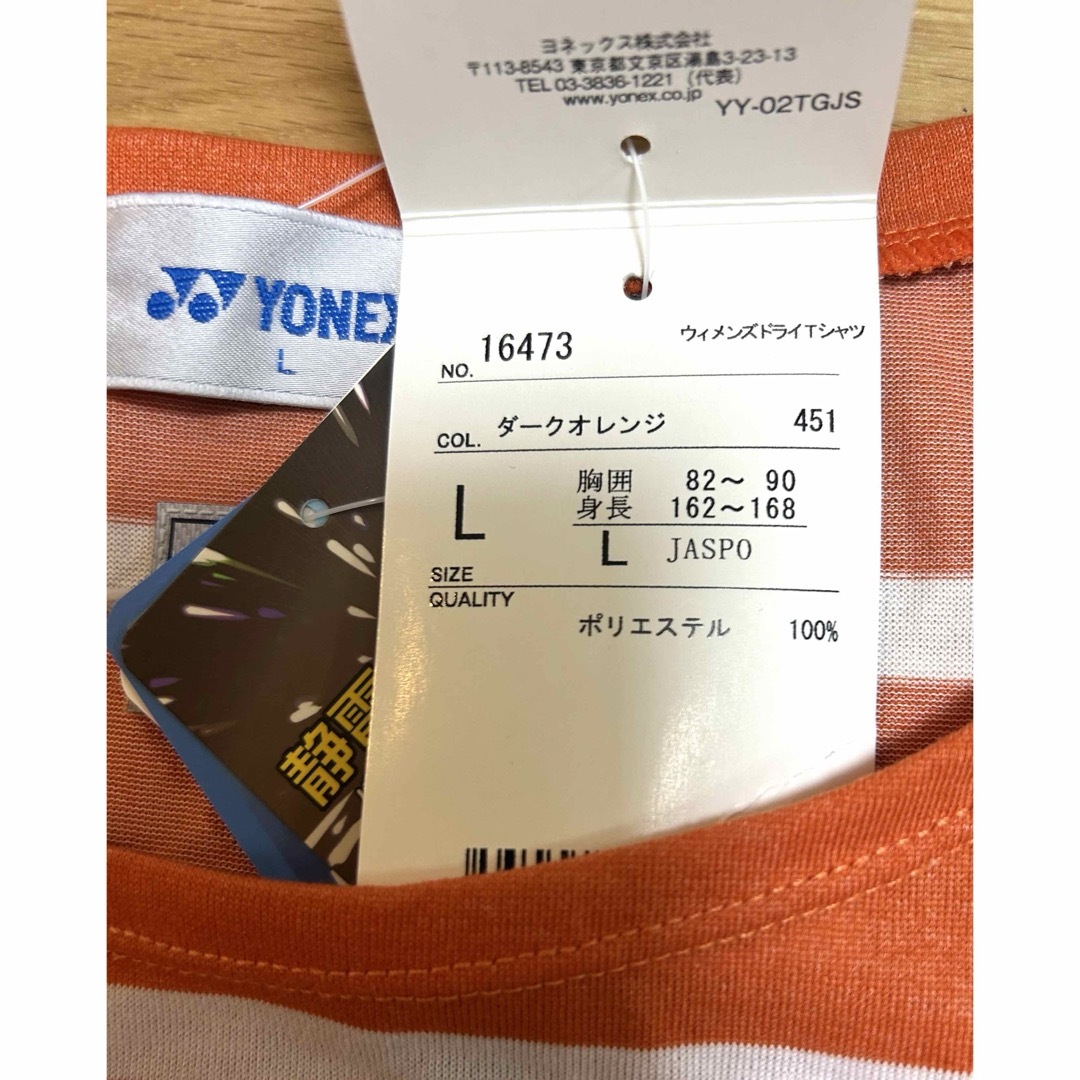 ヨネックス株式会社
〒113-8543 東京都文京区湯島3-23-13
TEL 03-3836-1221（代表）
www.yonex.co.jp
YY-02TGJS
YONEX
L
NO. 16473 ウィメンズドライTシャツ
COL. ダークオレンジ 451
SIZE L
胸囲 82～ 90
身長 162～168
L JASPO
QUALITY
ポリエステル 100%
静電